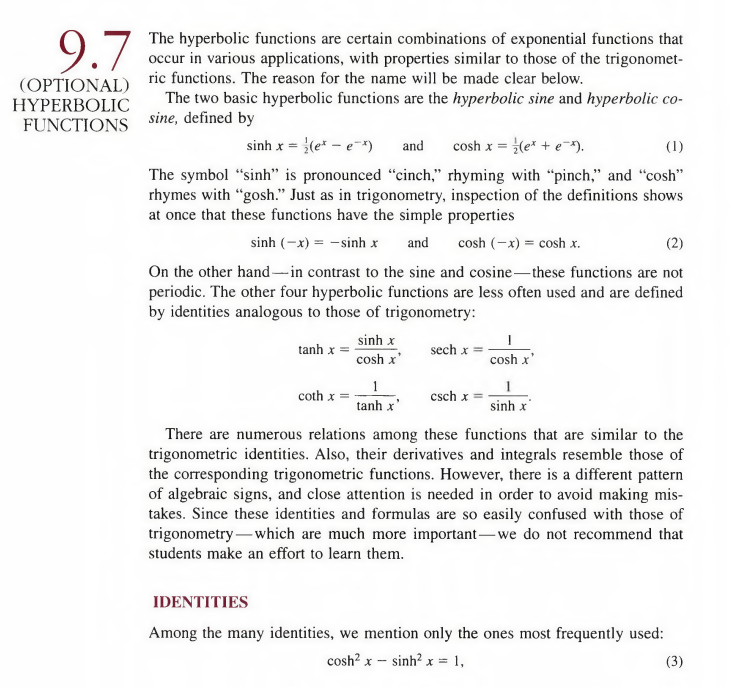 9.7
(OPTIONAL)
HYPERBOLIC
FUNCTIONS
The hyperbolic functions are certain combinations of exponential functions that
occur in various applications, with properties similar to those of the trigonomet-
ric functions. The reason for the name will be made clear below.
The two basic hyperbolic functions are the hyperbolic sine and hyperbolic co-
sine, defined by
sinh x = ½(eˣ − e⁻ˣ) and cosh x = ½(eˣ + e⁻ˣ). (1)
The symbol “sinh” is pronounced “cinch,” rhyming with “pinch,” and “cosh”
rhymes with “gosh.” Just as in trigonometry, inspection of the definitions shows
at once that these functions have the simple properties
sinh (−x) = −sinh x and cosh (−x) = cosh x. (2)
On the other hand—in contrast to the sine and cosine—these functions are not
periodic. The other four hyperbolic functions are less often used and are defined
by identities analogous to those of trigonometry:
tanh x = sinh x / cosh x, sech x = 1 / cosh x,
coth x = 1 / tanh x, csch x = 1 / sinh x.
There are numerous relations among these functions that are similar to the
trigonometric identities. Also, their derivatives and integrals resemble those of
the corresponding trigonometric functions. However, there is a different pattern
of algebraic signs, and close attention is needed in order to avoid making mis-
takes. Since these identities and formulas are so easily confused with those of
trigonometry—which are much more important—we do not recommend that
students make an effort to learn them.
IDENTITIES
Among the many identities, we mention only the ones most frequently used:
cosh² x − sinh² x = 1, (3)